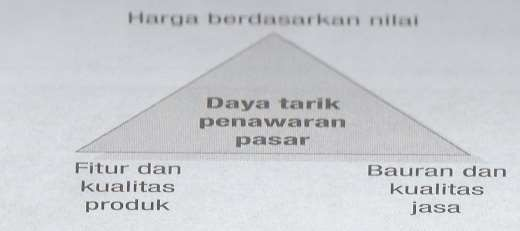 Harga berdasarkan nilai
Daya tarik
penawaran
pasar
Fitur dan
kualitas
produk
Bauran dan
kualitas
jasa